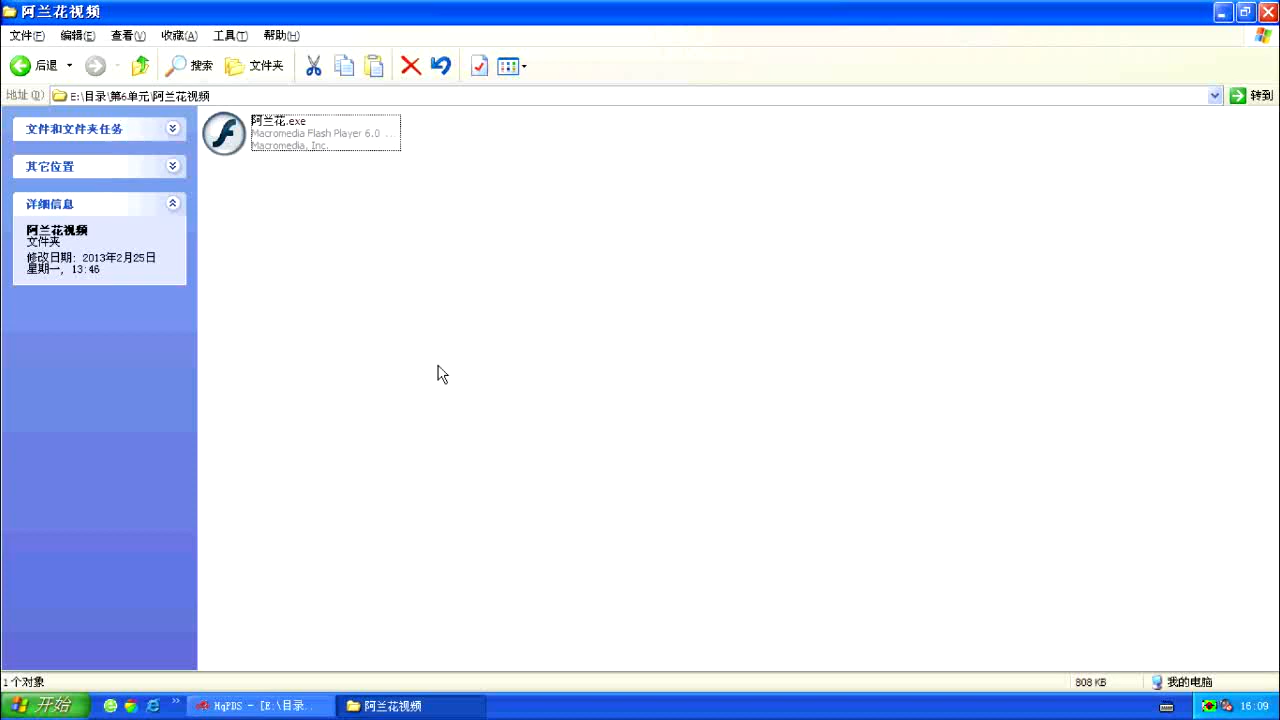 阿兰花视频
文件(F) 编辑(E) 查看(V) 收藏(A) 工具(T) 帮助(H)
后退 搜索 文件夹
地址(D) E:\目录\第6单元\阿兰花视频 转到
文件和文件夹任务
其它位置
详细信息
阿兰花视频
文件夹
修改日期: 2013年2月25日
星期一, 13:46
阿兰花.exe
Macromedia Flash Player 6.0 ...
Macromedia, Inc.
1 个对象 808 KB 我的电脑
开始 MqPDS - [E:\目录... 阿兰花视频 16:09